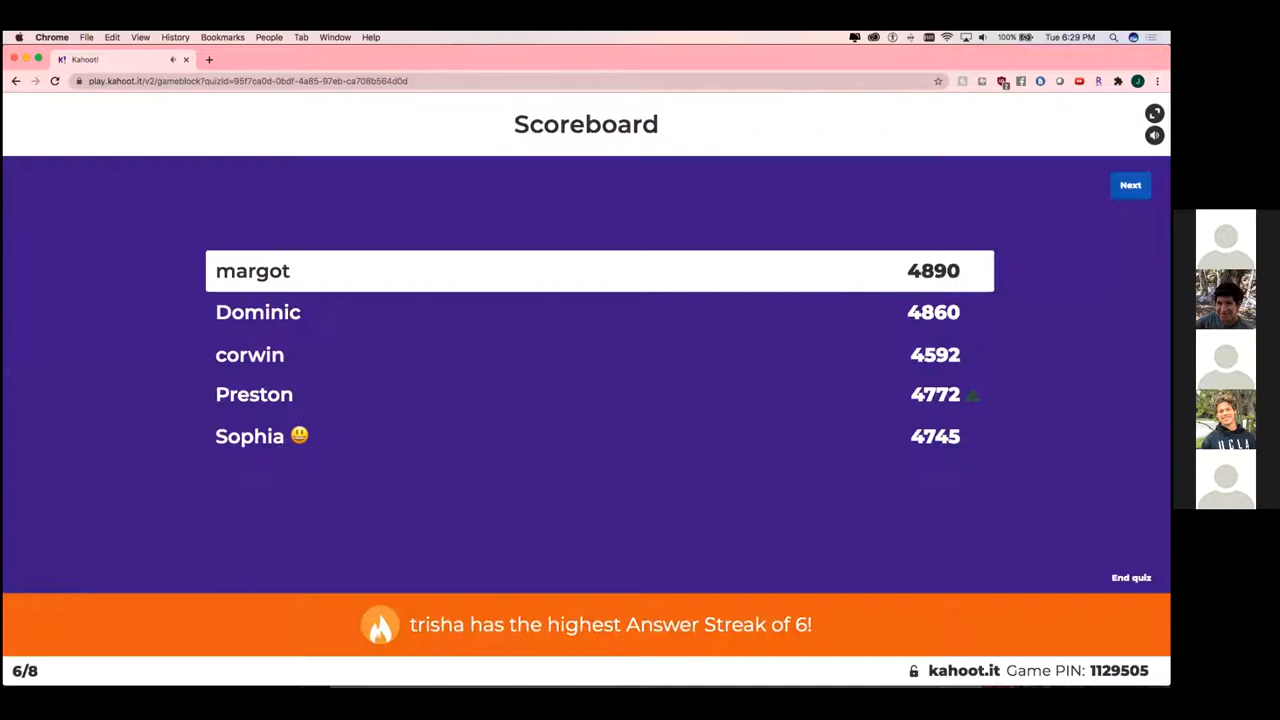 Chrome File Edit View History Bookmarks People Tab Window Help 100% Tue 6:29 PM
K! Kahoot!
play.kahoot.it/v2/gameblock?quizId=95f7ca0d-0bdf-4a85-97eb-ca708b564d0d
Scoreboard
Next
margot 4890
Dominic 4860
corwin 4592
Preston 4772
Sophia 😃 4745
UCLA
End quiz
trisha has the highest Answer Streak of 6!
6/8 kahoot.it Game PIN: 1129505